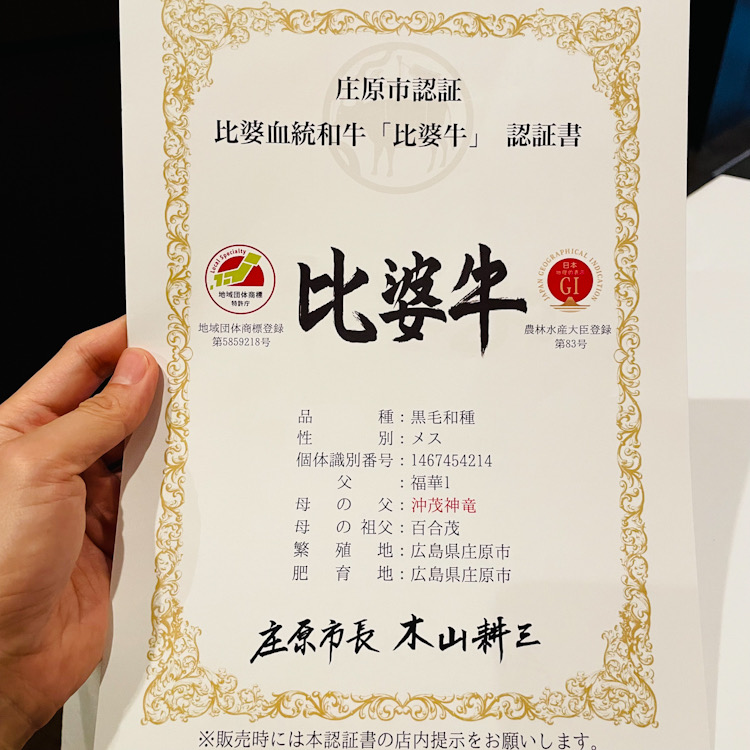 庄原市認証
比婆血統和牛「比婆牛」 認証書
Local Specialty
地域団体商標
特許庁
地域団体商標登録
第5859218号
比婆牛
JAPAN GEOGRAPHICAL INDICATION
日本
地理的表示
GI
農林水産大臣登録
第83号
品種：黒毛和種
性別：メス
個体識別番号：1467454214
父：福華1
母の父：沖茂神竜
母の祖父：百合茂
繁殖地：広島県庄原市
肥育地：広島県庄原市
庄原市長 木山耕三
※販売時には本認証書の店内提示をお願いします。